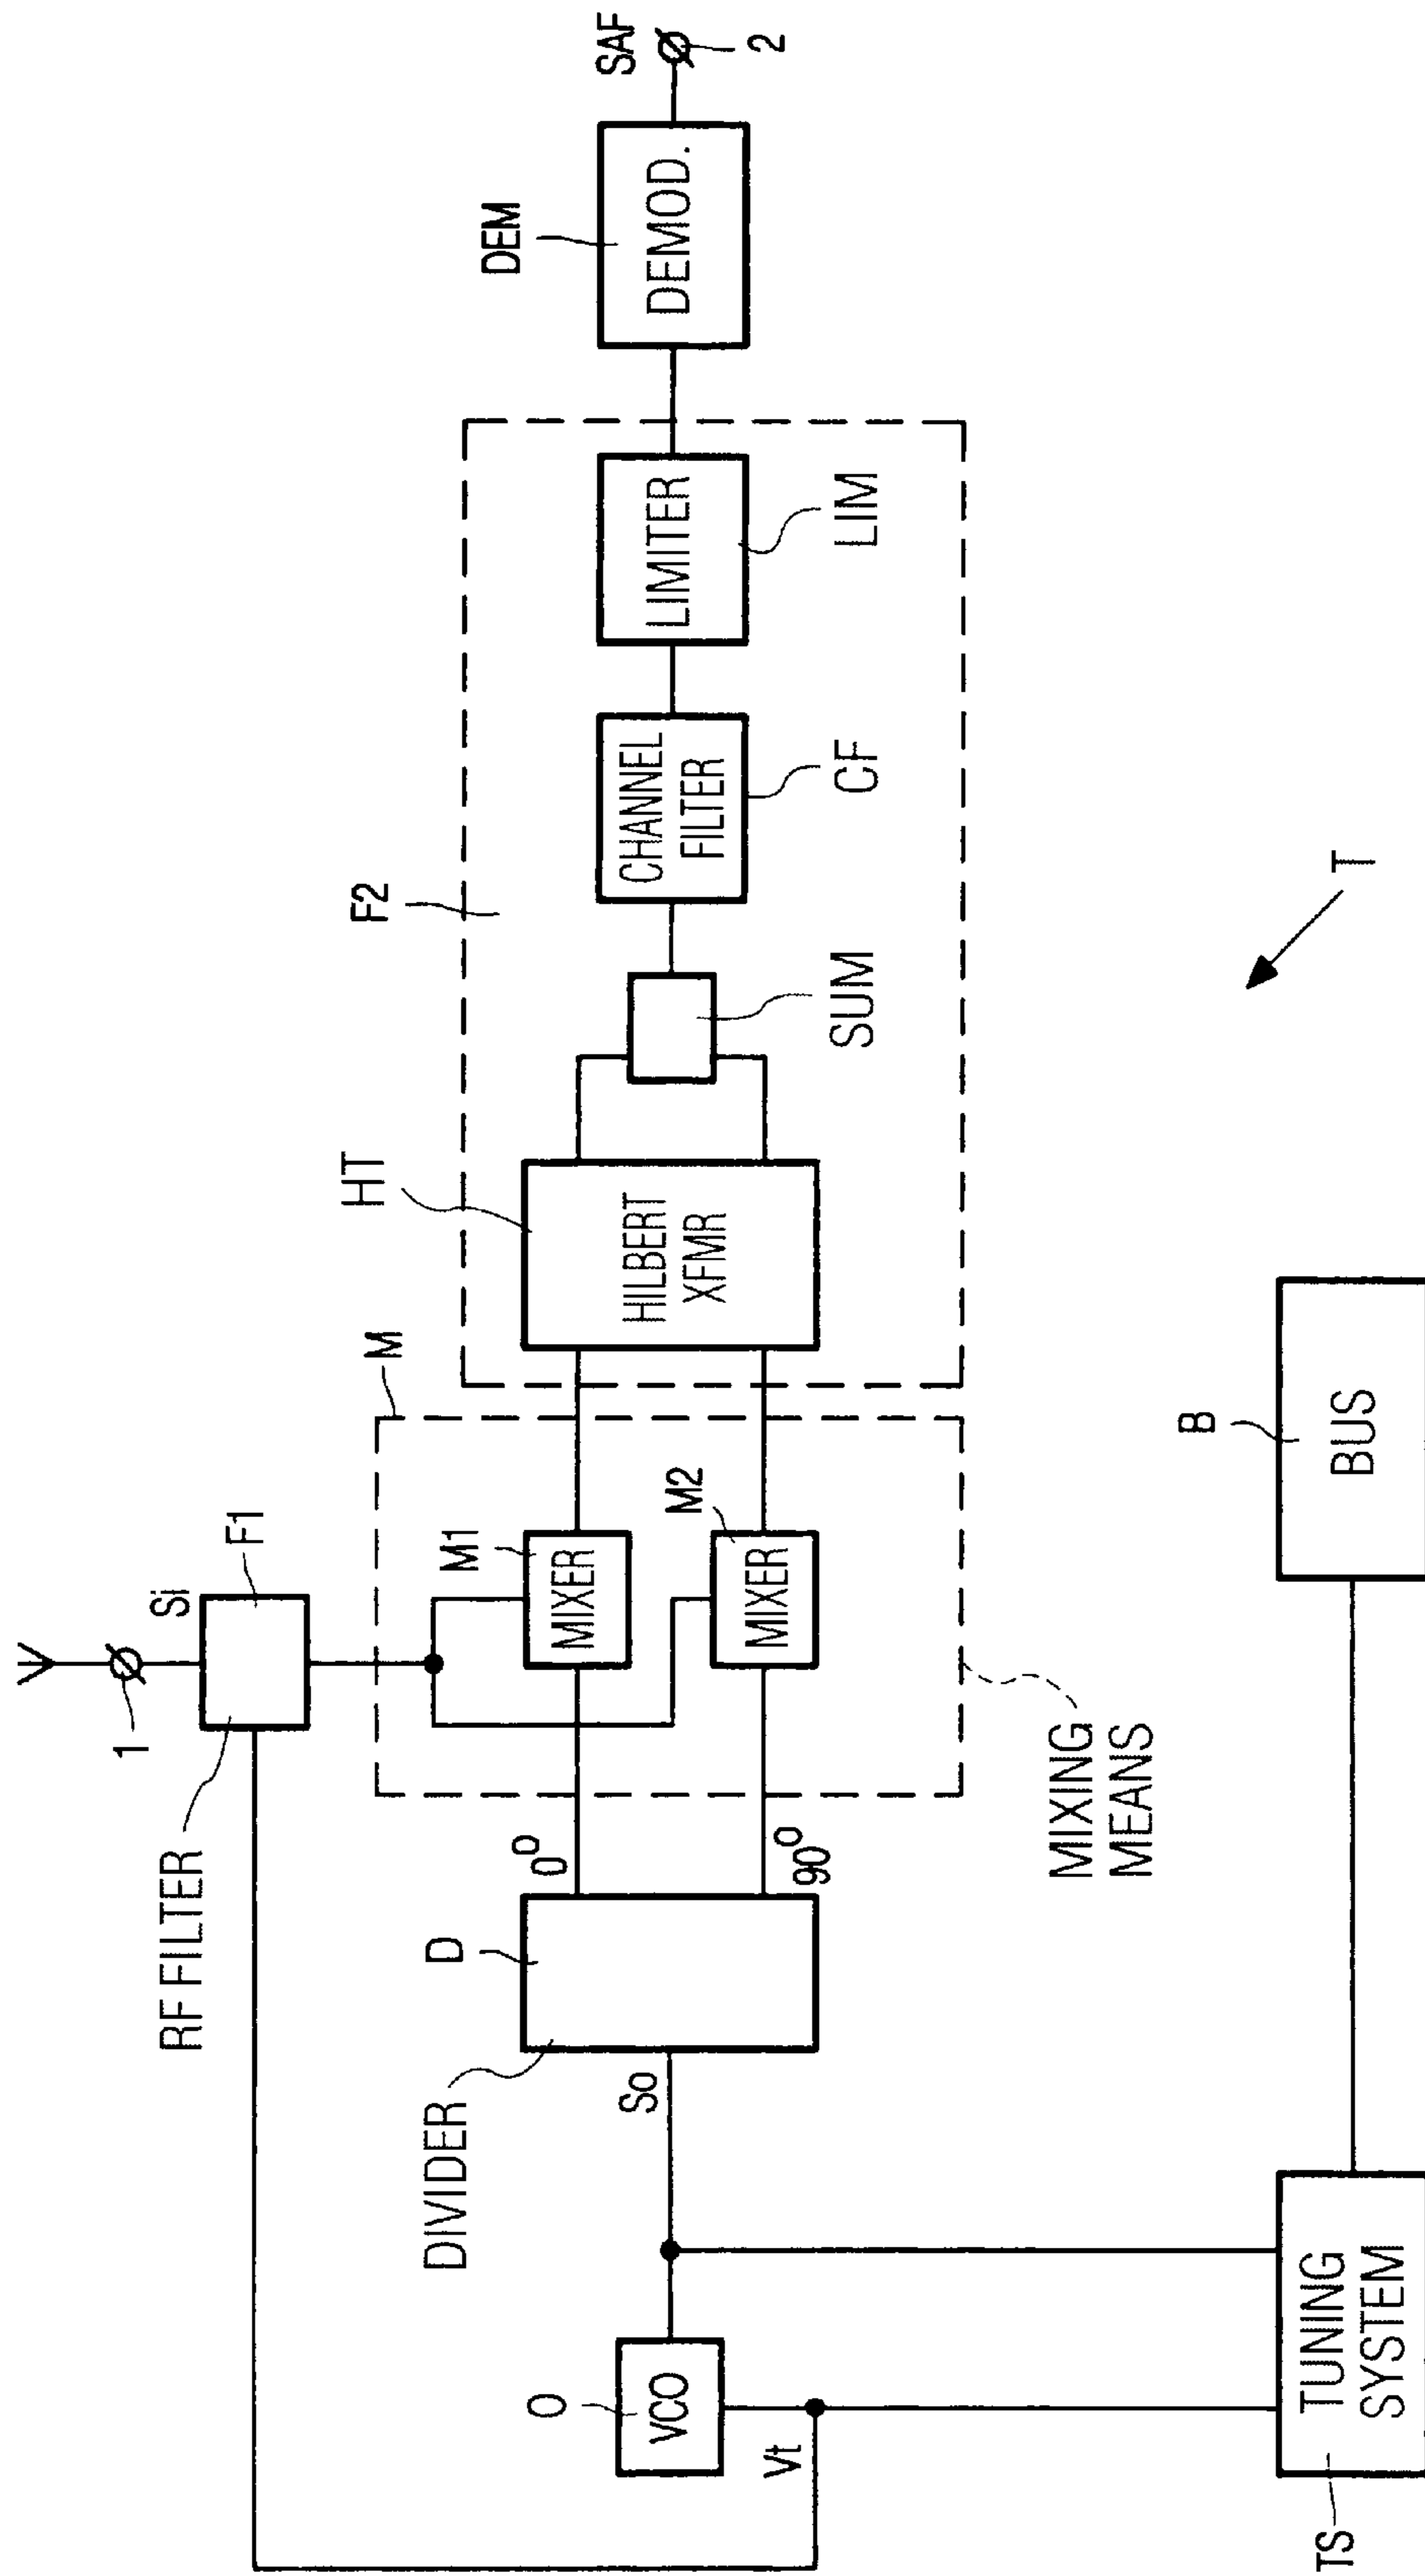 1
Si
F1
RF FILTER
M
M1
MIXER
M2
MIXER
MIXING
MEANS
D
DIVIDER
0°
90°
So
O
VCO
Vt
TS
TUNING
SYSTEM
B
BUS
HT
HILBERT
XFMR
F2
SUM
CHANNEL
FILTER
CF
LIMITER
LIM
DEM
DEMOD.
SAF
2
T